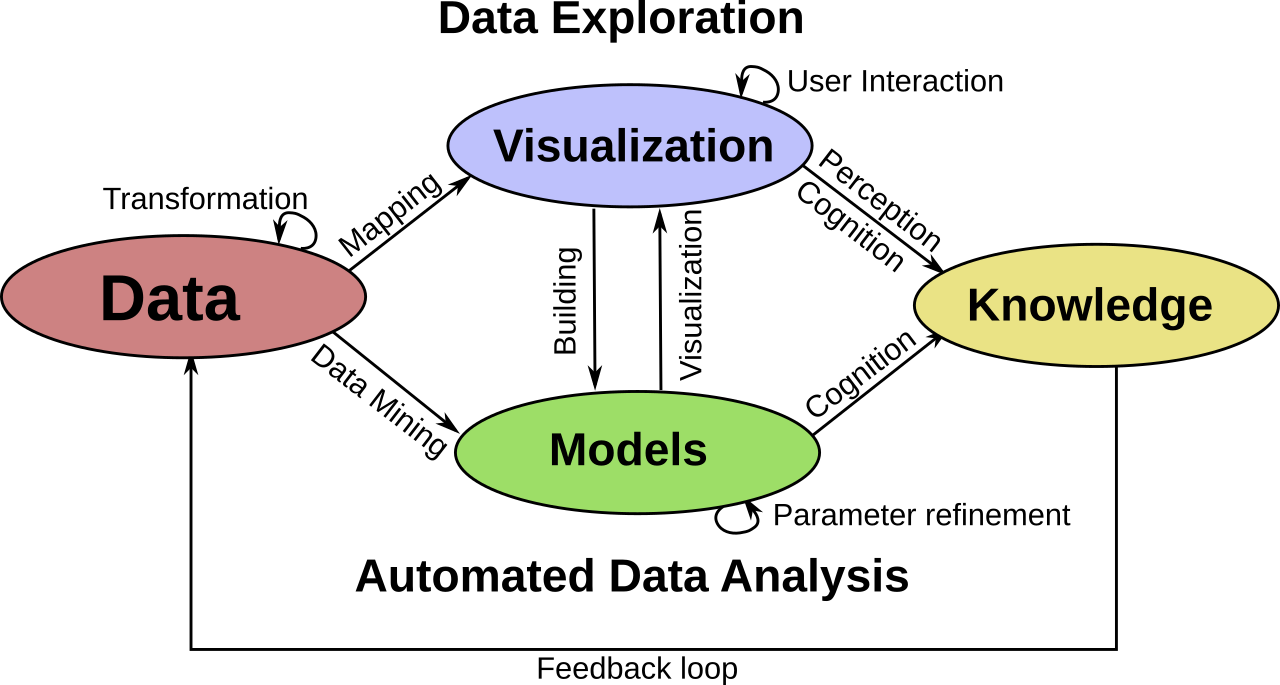 Data Exploration
User Interaction
Visualization
Transformation
Mapping
Perception
Cognition
Data
Building
Visualization
Knowledge
Data Mining
Cognition
Models
Parameter refinement
Automated Data Analysis
Feedback loop